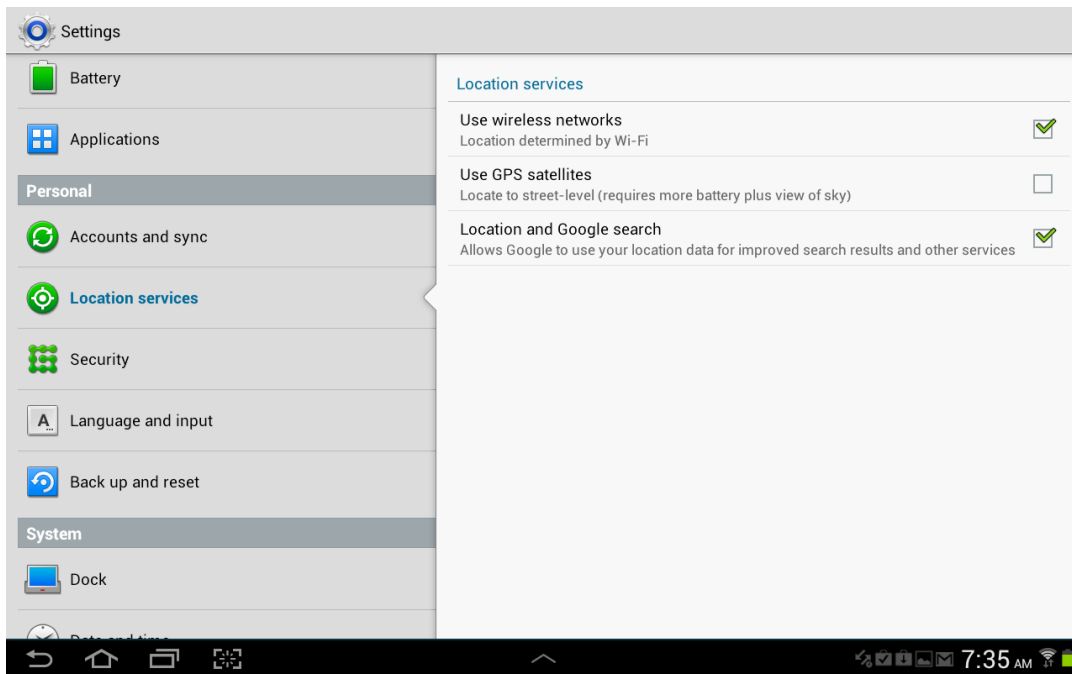 Settings
Battery
Applications
Personal
Accounts and sync
Location services
Security
Language and input
Back up and reset
System
Dock
Date and time
Location services
Use wireless networks
Location determined by Wi-Fi
Use GPS satellites
Locate to street-level (requires more battery plus view of sky)
Location and Google search
Allows Google to use your location data for improved search results and other services
7:35 AM